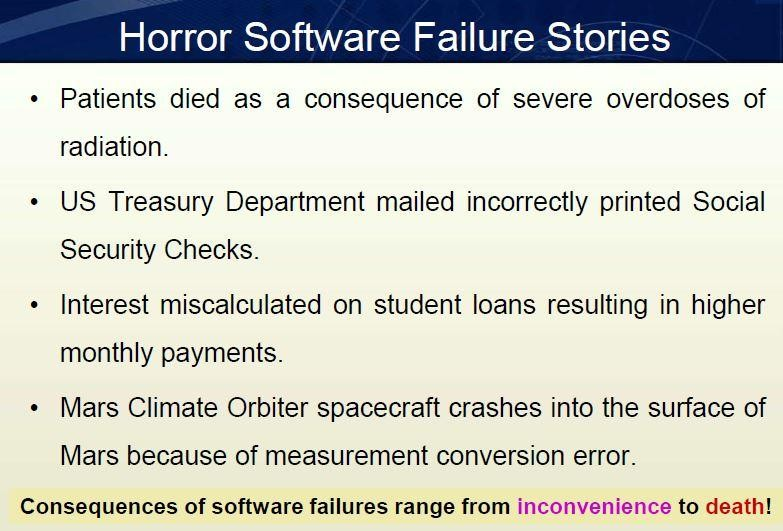 Horror Software Failure Stories
• Patients died as a consequence of severe overdoses of
radiation.
• US Treasury Department mailed incorrectly printed Social
Security Checks.
• Interest miscalculated on student loans resulting in higher
monthly payments.
• Mars Climate Orbiter spacecraft crashes into the surface of
Mars because of measurement conversion error.
Consequences of software failures range from inconvenience to death!